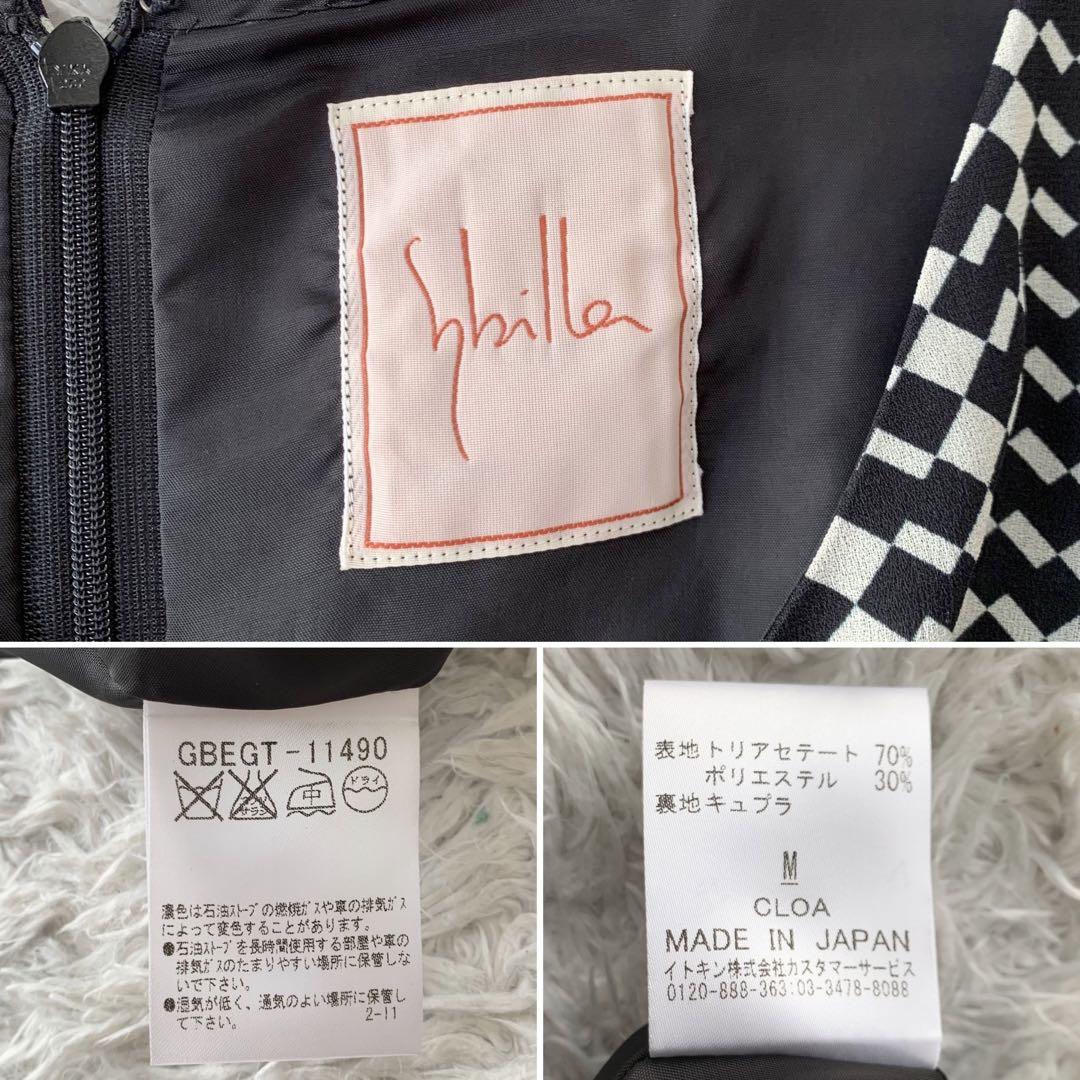 Sybilla
GBEGT-11490
サラシ
中
ドライ
濃色は石油ストーブの燃焼ガスや車の排気ガス
によって変色することがあります。
●石油ストーブを長時間使用する部屋や車の
排気ガスのたまりやすい場所に保管しな
いで下さい。
●湿気が低く、通気のよい場所に保管し
て下さい。
2-11
表地トリアセテート 70%
ポリエステル 30%
裏地キュプラ
M
CLOA
MADE IN JAPAN
イトキン株式会社カスタマーサービス
0120-888-363:03-3478-8088